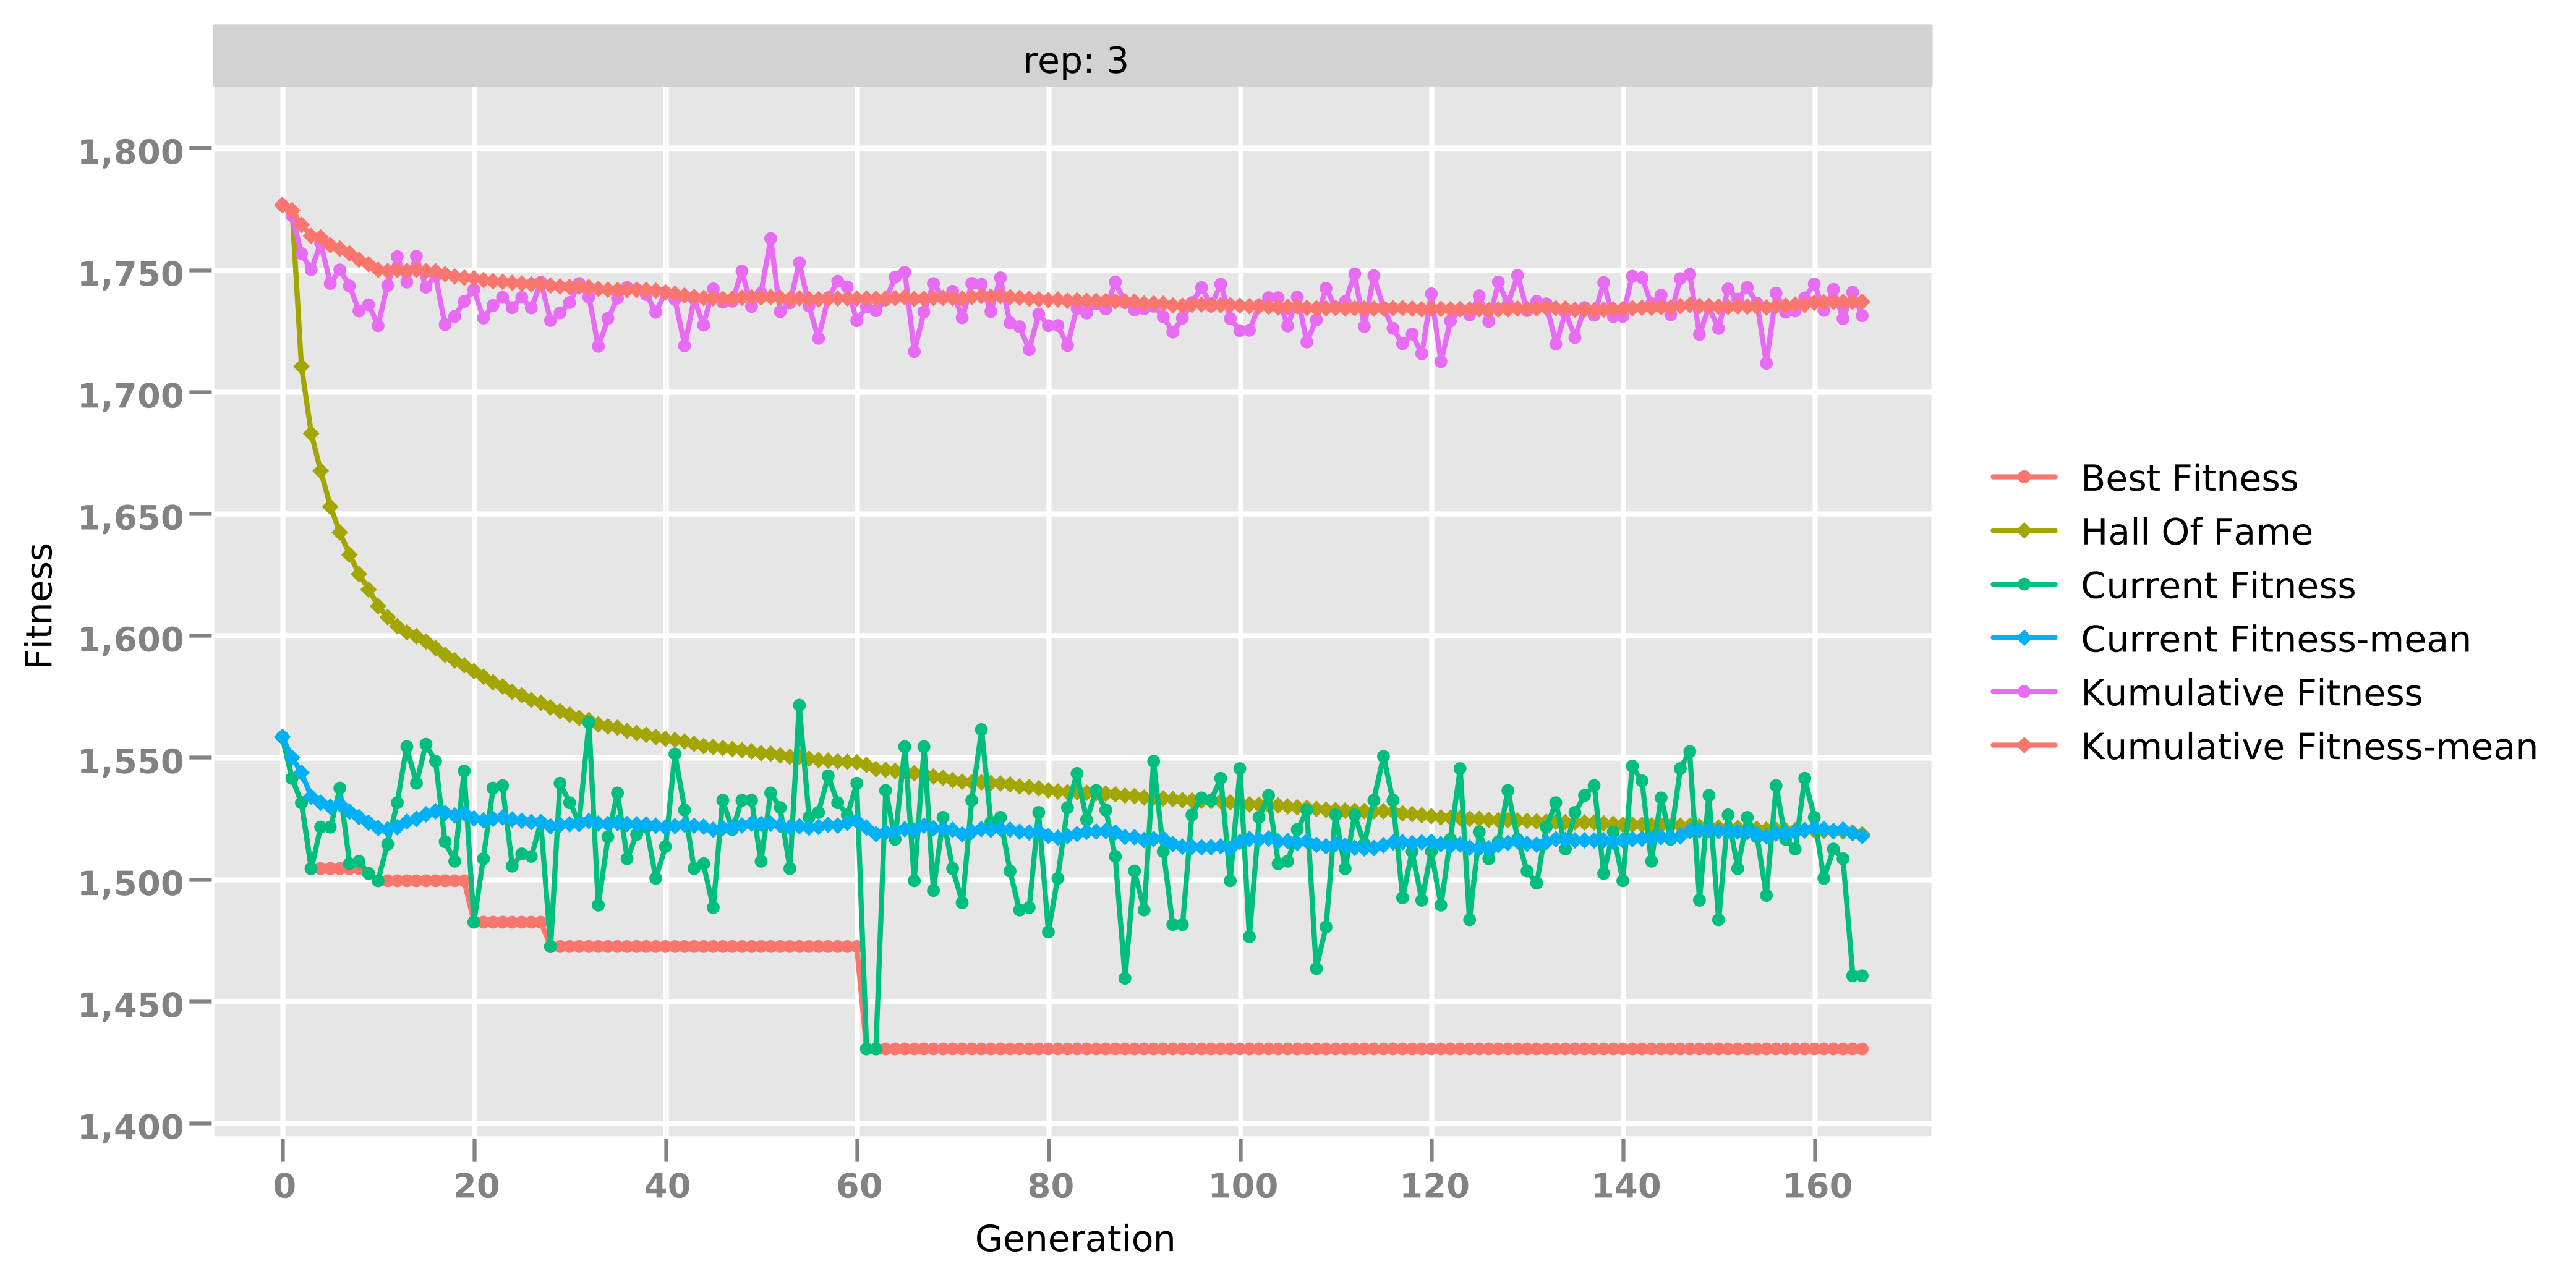 rep: 3
1,800
1,750
1,700
1,650
1,600
1,550
1,500
1,450
1,400
Fitness
0 20 40 60 80 100 120 140 160
Generation
Best Fitness
Hall Of Fame
Current Fitness
Current Fitness-mean
Kumulative Fitness
Kumulative Fitness-mean